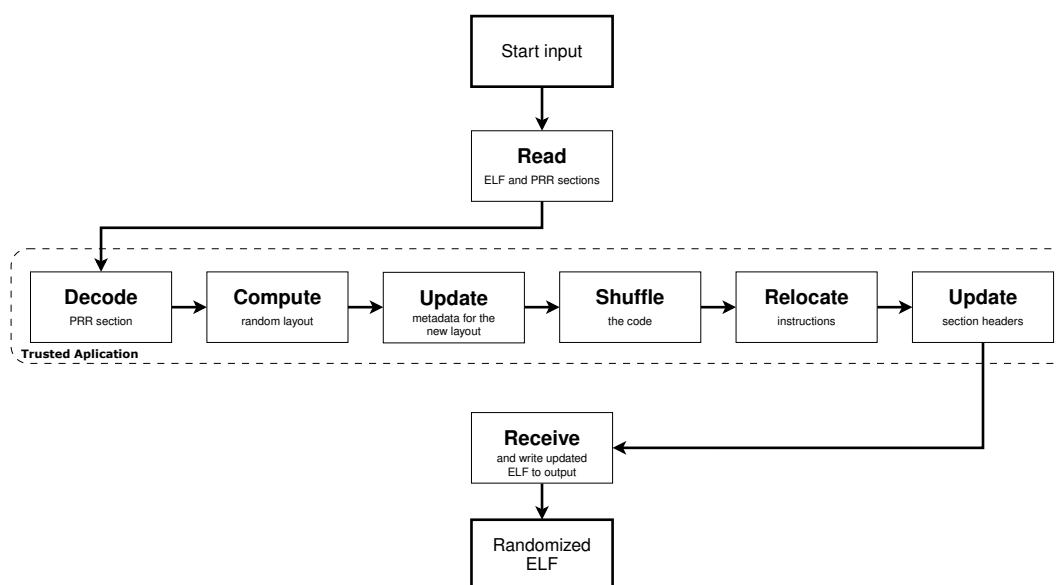 Start input
Read
ELF and PRR sections
Decode
PRR section
Compute
random layout
Update
metadata for the
new layout
Shuffle
the code
Relocate
instructions
Update
section headers
Trusted Aplication
Receive
and write updated
ELF to output
Randomized
ELF